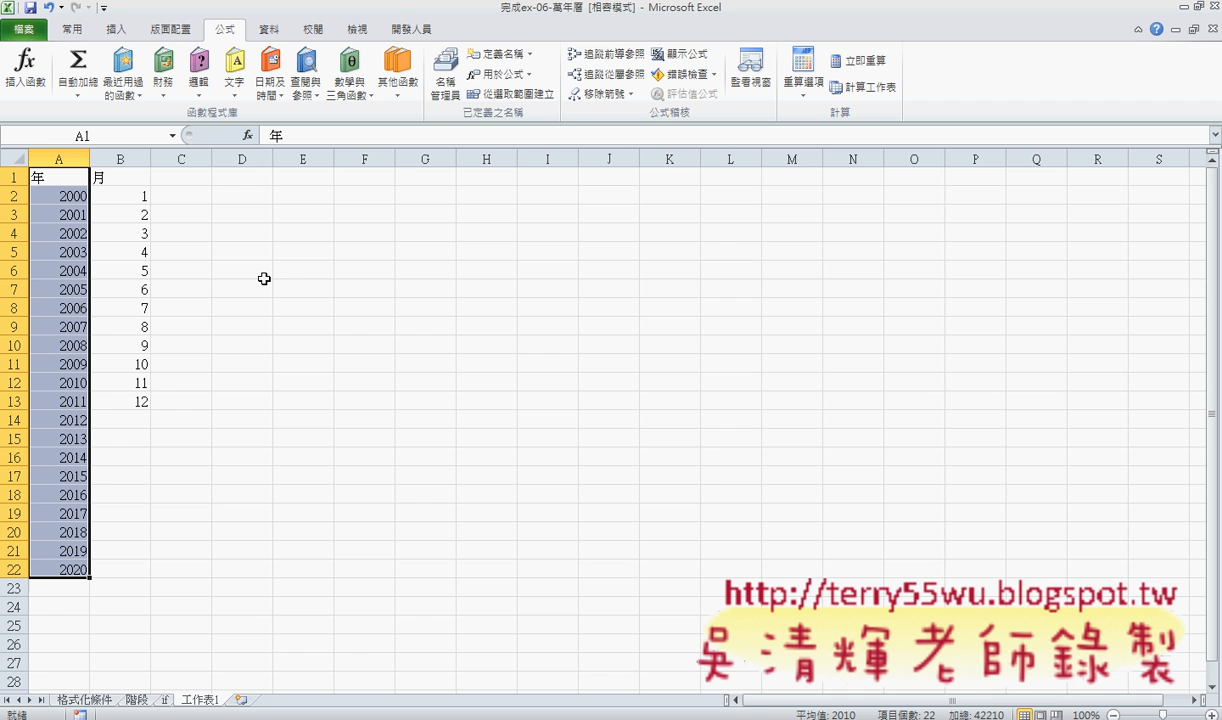 完成ex-06-萬年曆 [相容模式] - Microsoft Excel
檔案 常用 插入 版面配置 公式 資料 校閱 檢視 開發人員
插入函數 自動加總 最近用過的函數 財務 邏輯 文字 日期及時間 查閱與參照 數學與三角函數 其他函數
函數程式庫
名稱管理員 定義名稱 用於公式 從選取範圍建立
已定義之名稱
追蹤前導參照 追蹤從屬參照 移除箭號 顯示公式 錯誤檢查 評估值公式 監看視窗
公式稽核
重算選項 立即重算 計算工作表
計算
A1 fx 年
A B C D E F G H I J K L M N O P Q R S
1 年 月
2 2000 1
3 2001 2
4 2002 3
5 2003 4
6 2004 5
7 2005 6
8 2006 7
9 2007 8
10 2008 9
11 2009 10
12 2010 11
13 2011 12
14 2012
15 2013
16 2014
17 2015
18 2016
19 2017
20 2018
21 2019
22 2020
23
24
25
26
27
28
http://terry55wu.blogspot.tw
吳清輝老師錄製
格式化條件 階段 if 工作表1
就緒 平均值: 2010 項目個數: 22 加總: 42210 100%